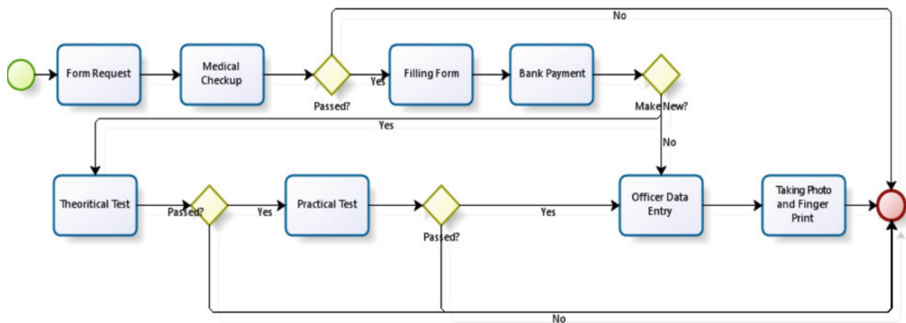 No
Form Request
Medical
Checkup
Passed?
Yes
Filling Form
Bank Payment
Make New?
Yes
No
Theoritical Test
Passed?
Yes
Practical Test
Passed?
Yes
Officer Data
Entry
Taking Photo
and Finger
Print
No